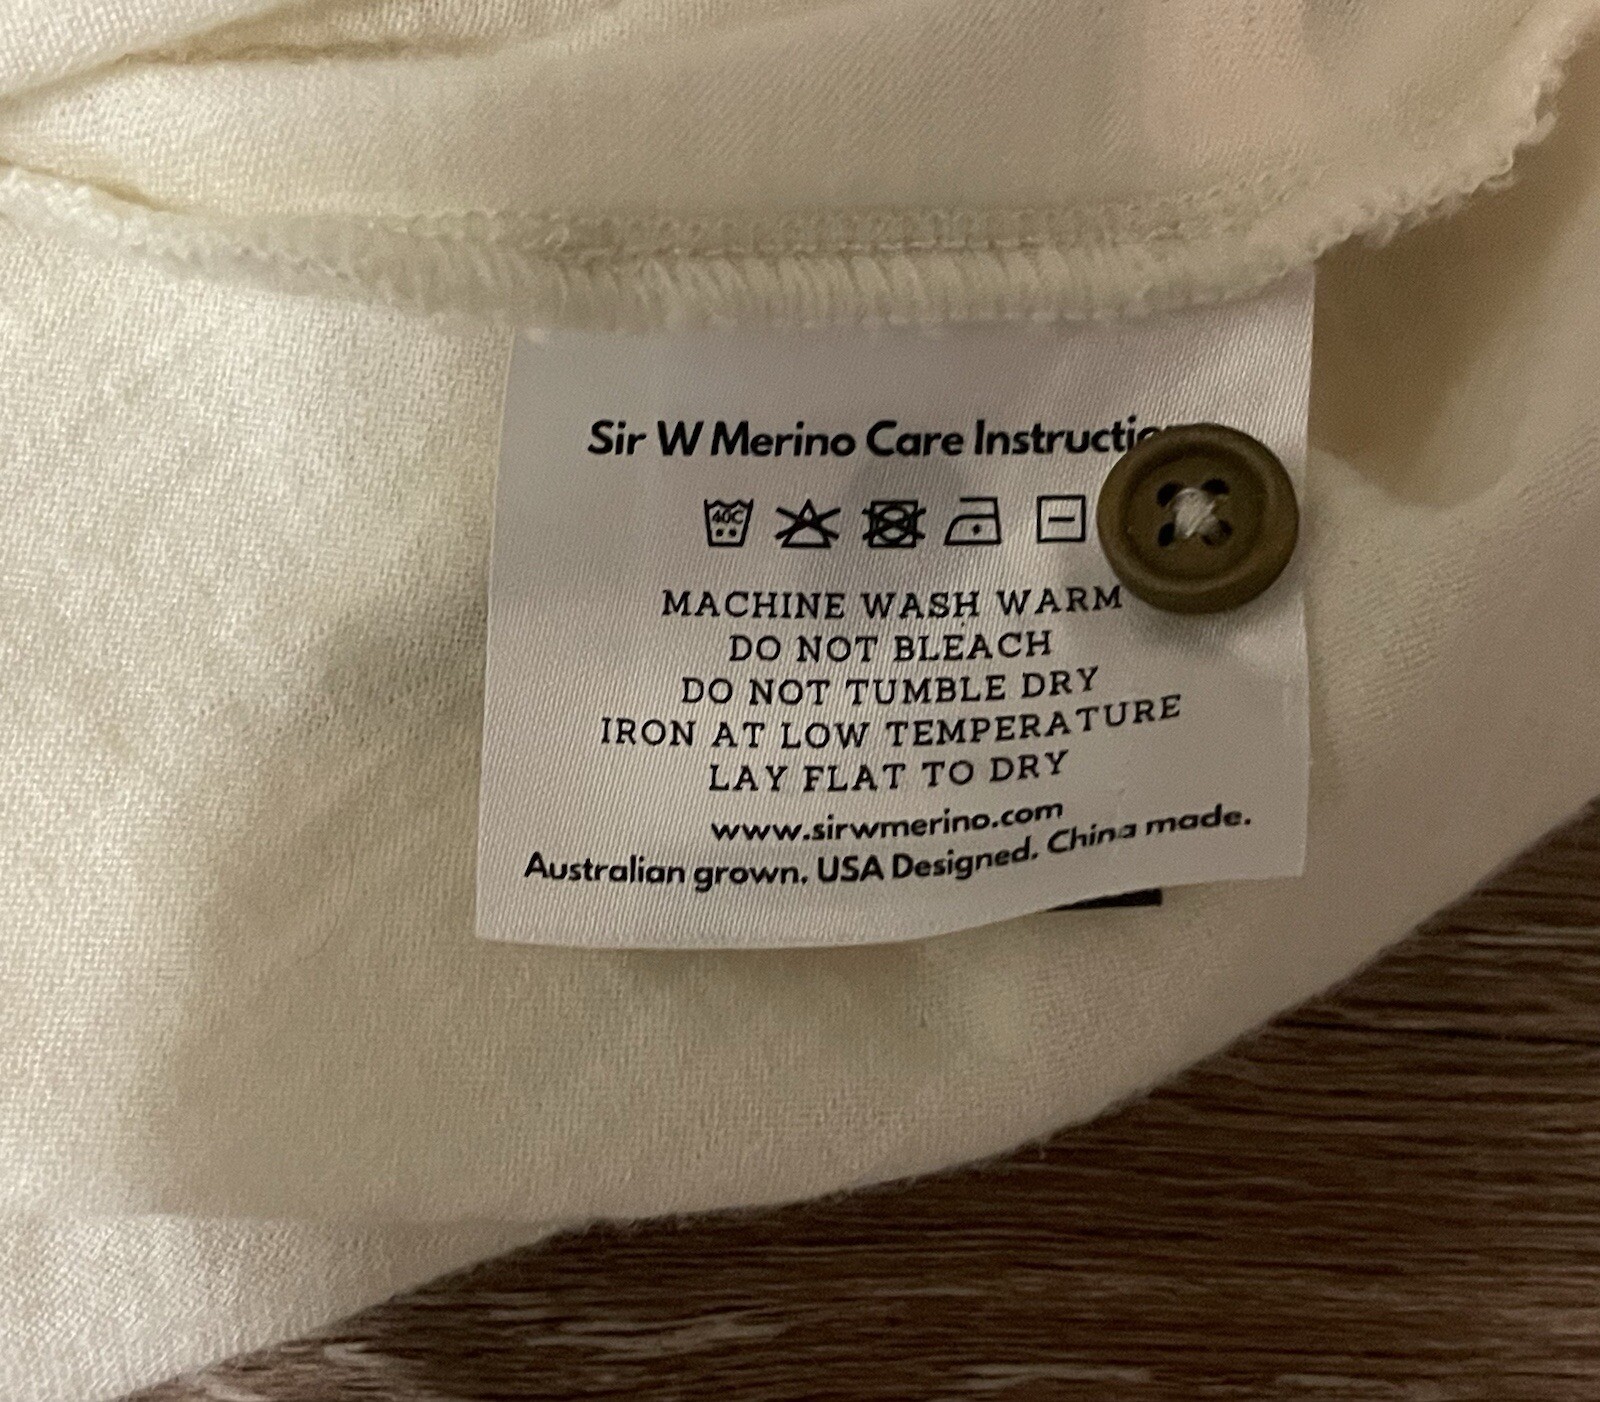 Sir W Merino Care
40C
MACHINE WASH WARM
DO NOT BLEACH
DO NOT TUMBLE DRY
IRON AT LOW TEMPERATURE
LAY FLAT TO DRY
www.sirwmerino.com
Australian grown. USA Designed. China made.